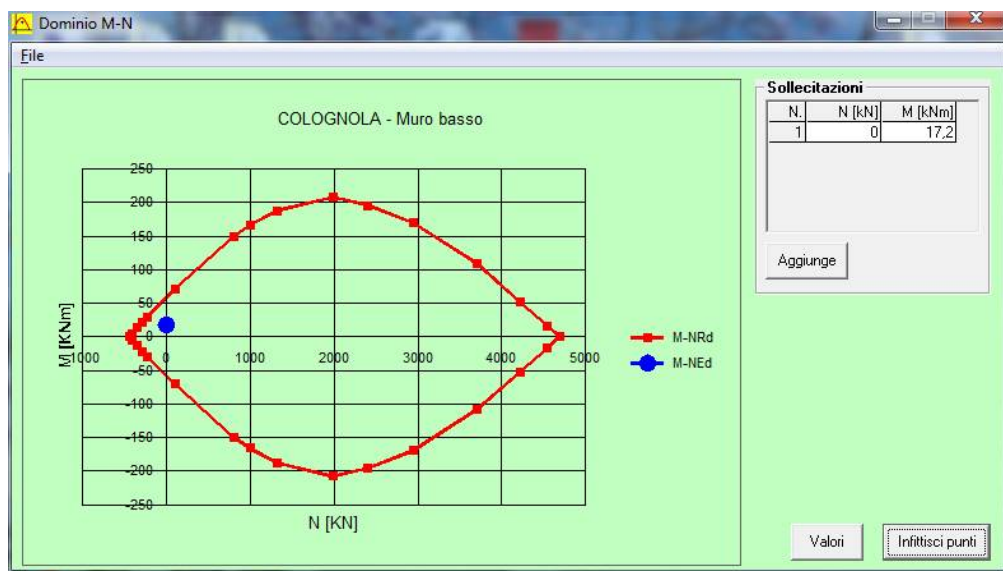 Dominio M-N
File
COLOGNOLA - Muro basso
250
200
150
100
50
0
-50
-100
-150
-200
-250
1000 0 1000 2000 3000 4000 5000
M [KNm]
N [KN]
M-NRd
M-NEd
Sollecitazioni
N. N [kN] M [kNm]
1 0 17,2
Aggiunge
Valori
Infittisci punti